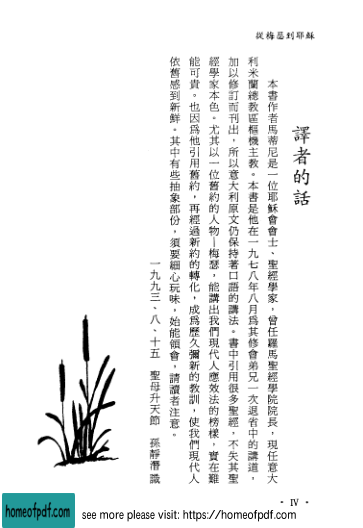 從梅瑟到耶穌
譯者的話
本書作者馬蒂尼是一位耶穌會會士、聖經學家,曾任羅馬聖經學院院長,現任意大
利米蘭總教區樞機主教。本書是他在一九七八年八月爲其修會弟兄一次退省中的講道,
加以修訂而刊出,所以意大利原文仍保持著口語的講法。書中引用很多聖經,不失其聖
經學家本色。尤其以一位舊約的人物—梅瑟,能講出我們現代人應效法的榜樣,實在難
能可貴。也因爲他引用舊約,再經過新約的轉化,成爲歷久彌新的教訓,使我們現代人
依舊感到新鮮。其中有些抽象部份,須要細心玩味,始能領會,請讀者注意。
一九九三、八、十五 聖母升天節 孫靜潛識
• IV •
homeofpdf.com
see more please visit: https://homeofpdf.com